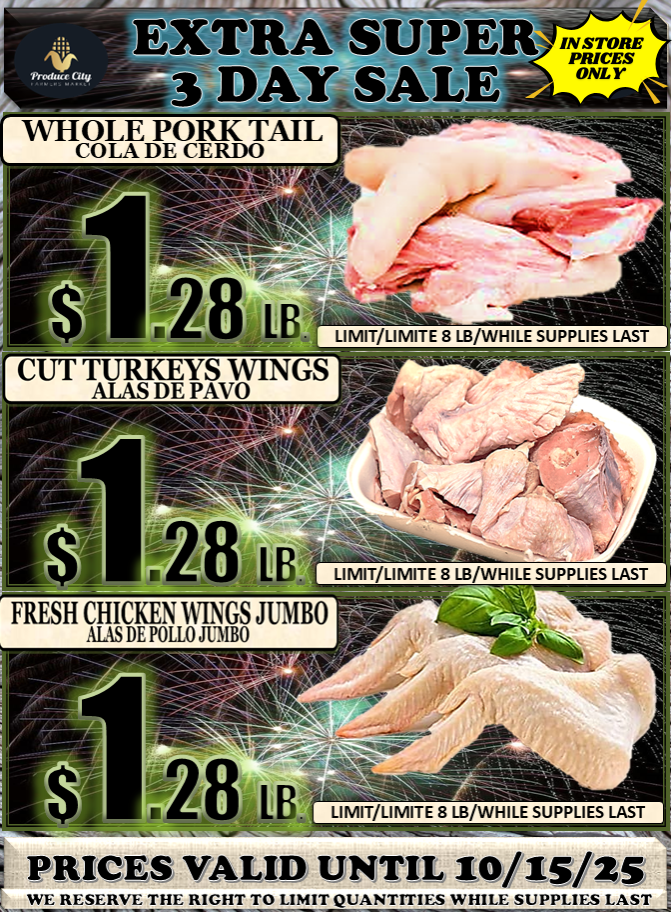 Produce City
FARMERS MARKET
EXTRA SUPER
3 DAY SALE
IN STORE
PRICES
ONLY
WHOLE PORK TAIL
COLA DE CERDO
$1.28 LB.
LIMIT/LIMITE 8 LB/WHILE SUPPLIES LAST
CUT TURKEYS WINGS
ALAS DE PAVO
$1.28 LB.
LIMIT/LIMITE 8 LB/WHILE SUPPLIES LAST
FRESH CHICKEN WINGS JUMBO
ALAS DE POLLO JUMBO
$1.28 LB.
LIMIT/LIMITE 8 LB/WHILE SUPPLIES LAST
PRICES VALID UNTIL 10/15/25
WE RESERVE THE RIGHT TO LIMIT QUANTITIES WHILE SUPPLIES LAST